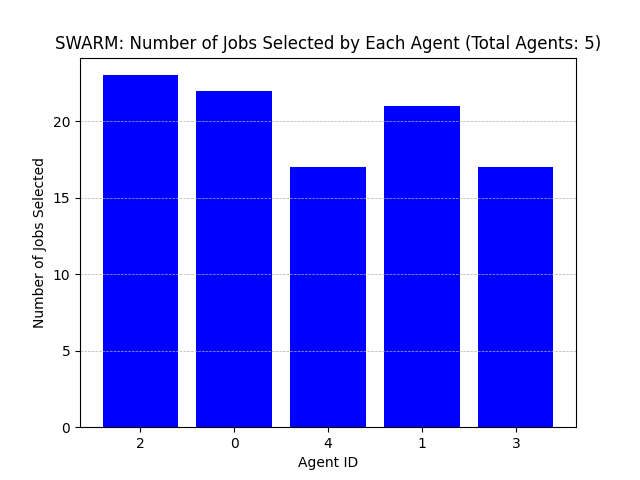 SWARM: Number of Jobs Selected by Each Agent (Total Agents: 5)
Number of Jobs Selected
20
15
10
5
0
2 0 4 1 3
Agent ID